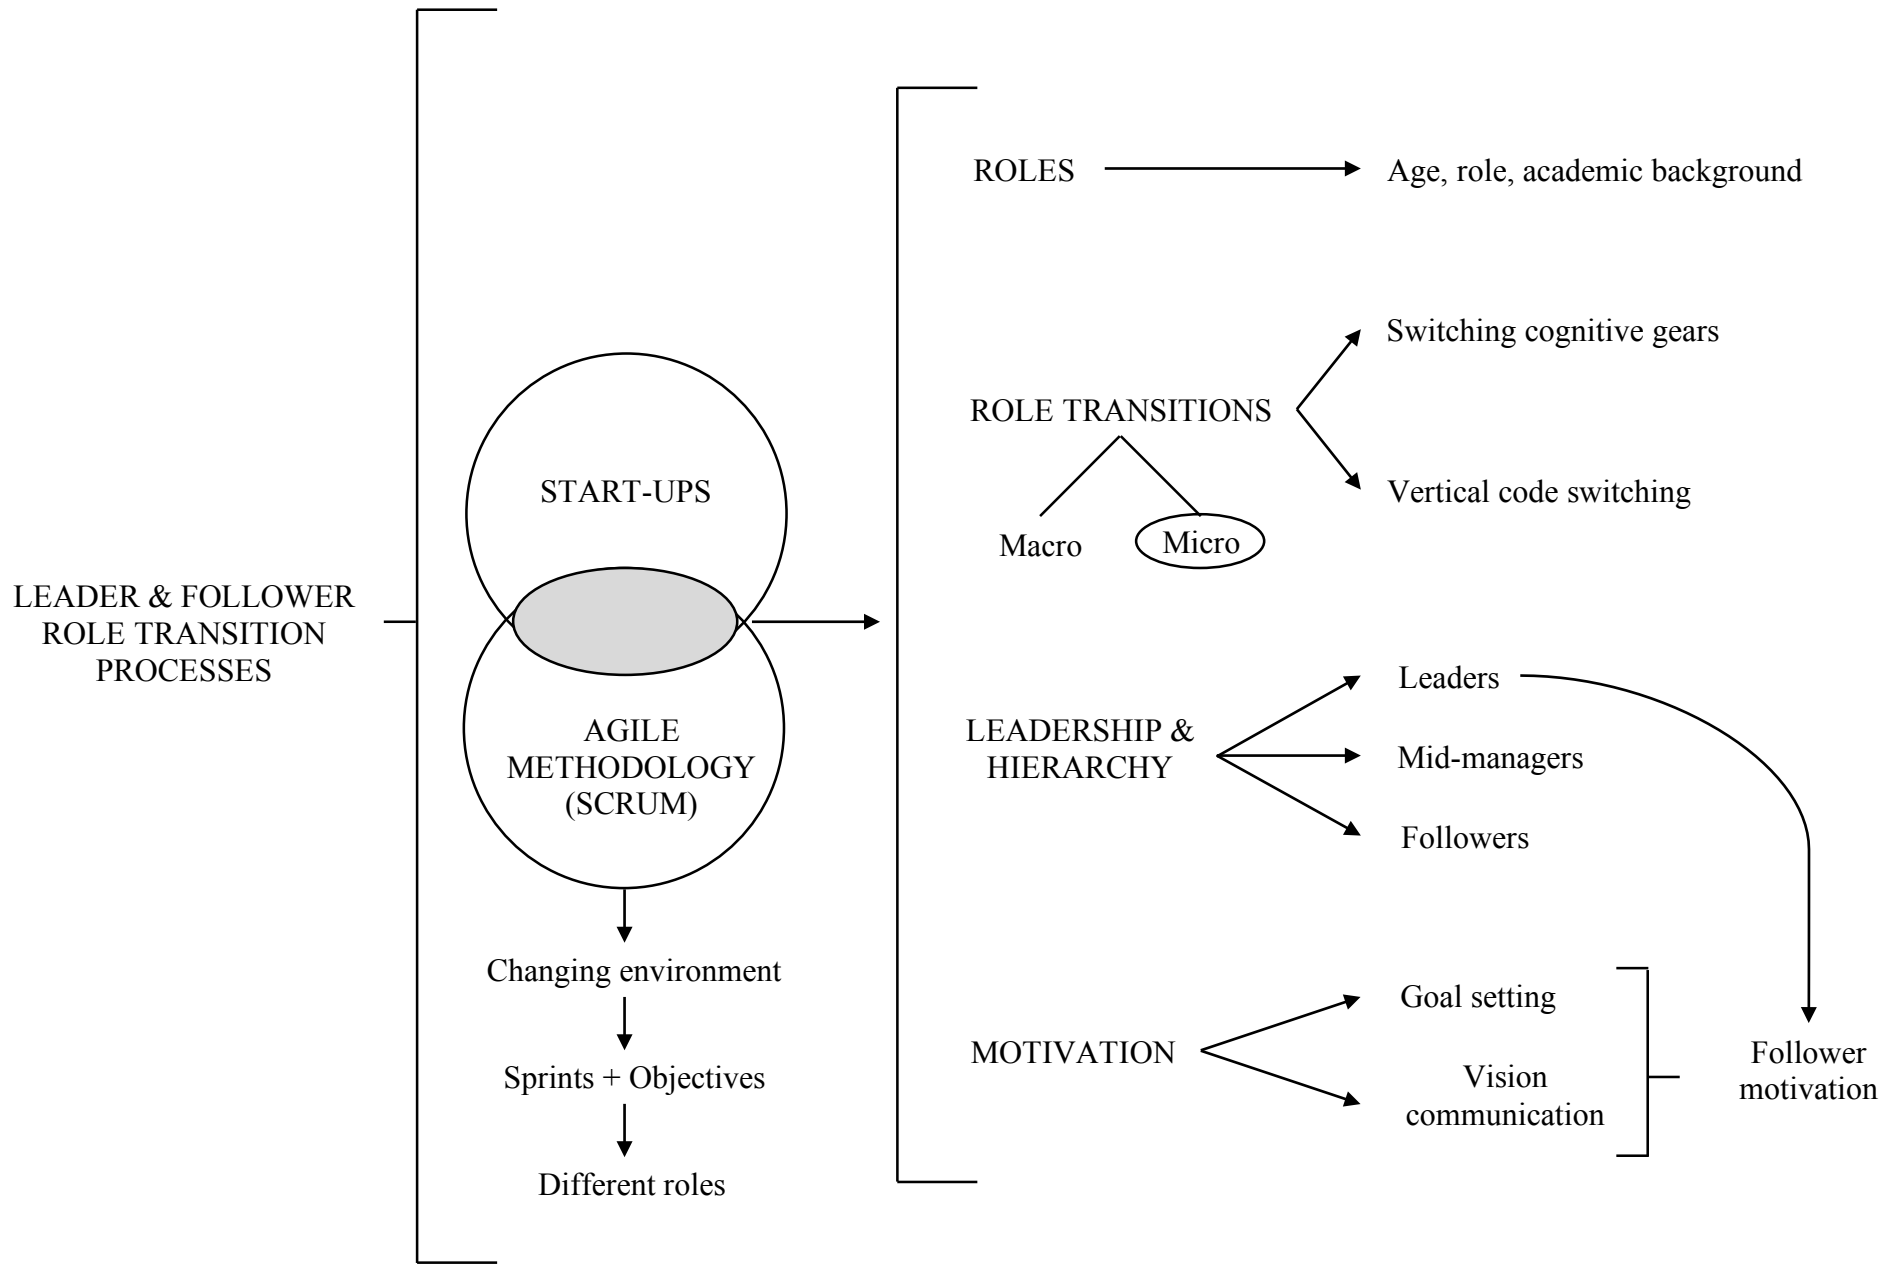 LEADER & FOLLOWER
ROLE TRANSITION
PROCESSES
START-UPS
AGILE
METHODOLOGY
(SCRUM)
Changing environment
Sprints + Objectives
Different roles
ROLES
Age, role, academic background
ROLE TRANSITIONS
Macro
Micro
Switching cognitive gears
Vertical code switching
LEADERSHIP &
HIERARCHY
Leaders
Mid-managers
Followers
MOTIVATION
Goal setting
Vision
communication
Follower
motivation